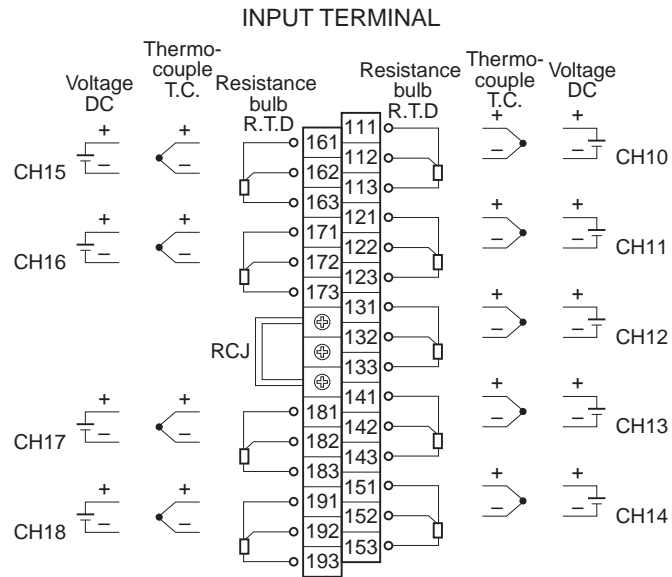 INPUT TERMINAL
Voltage
DC
Thermo-
couple
T.C.
Resistance
bulb
R.T.D
Resistance
bulb
R.T.D
Thermo-
couple
T.C.
Voltage
DC
CH15 + − + − 161 162 163
CH16 + − + − 171 172 173
RCJ
CH17 + − + − 181 182 183
CH18 + − + − 191 192 193
111 112 113 + − + − CH10
121 122 123 + − + − CH11
131 132 133 + − + − CH12
141 142 143 + − + − CH13
151 152 153 + − + − CH14